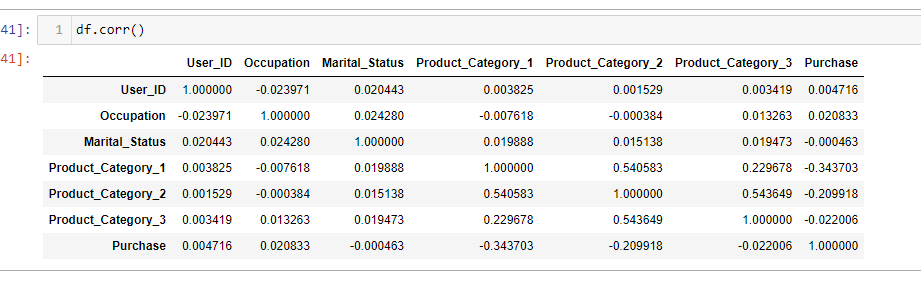 41]: 1 df.corr()
41]:
User_ID Occupation Marital_Status Product_Category_1 Product_Category_2 Product_Category_3 Purchase
User_ID 1.000000 -0.023971 0.020443 0.003825 0.001529 0.003419 0.004716
Occupation -0.023971 1.000000 0.024280 -0.007618 -0.000384 0.013263 0.020833
Marital_Status 0.020443 0.024280 1.000000 0.019888 0.015138 0.019473 -0.000463
Product_Category_1 0.003825 -0.007618 0.019888 1.000000 0.540583 0.229678 -0.343703
Product_Category_2 0.001529 -0.000384 0.015138 0.540583 1.000000 0.543649 -0.209918
Product_Category_3 0.003419 0.013263 0.019473 0.229678 0.543649 1.000000 -0.022006
Purchase 0.004716 0.020833 -0.000463 -0.343703 -0.209918 -0.022006 1.000000